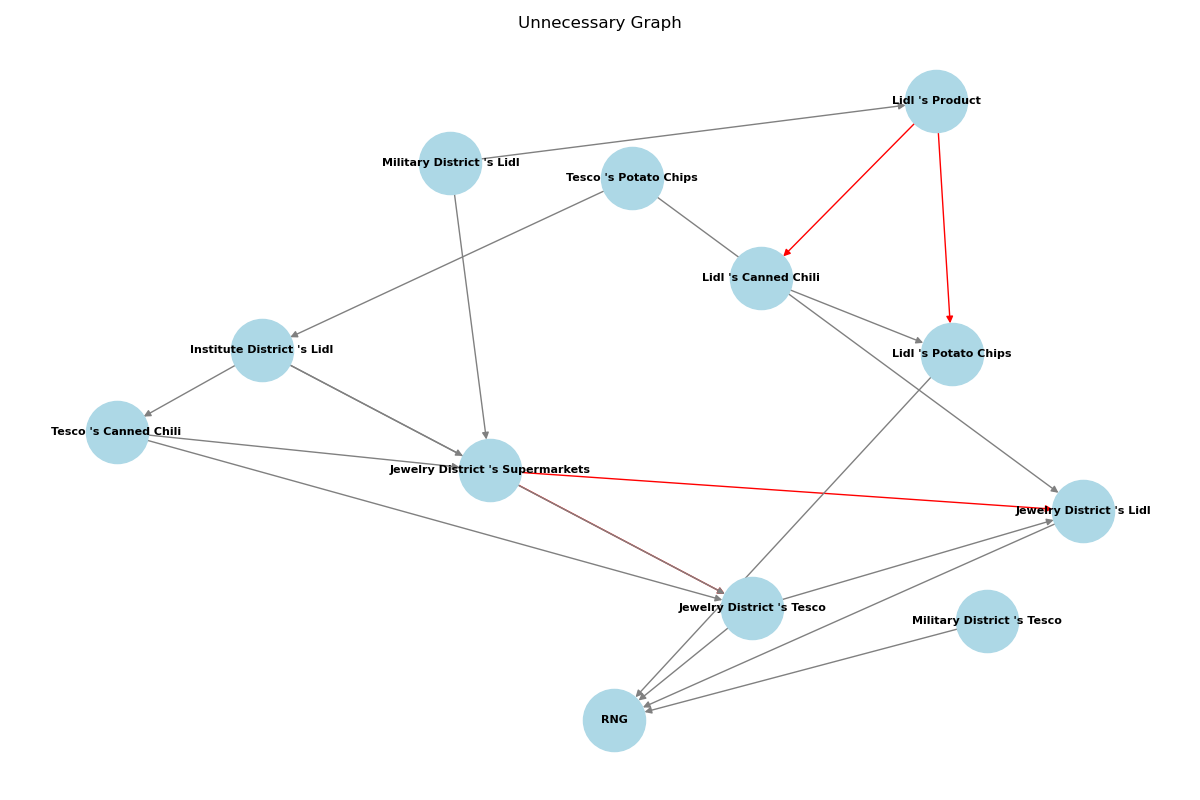 Unnecessary Graph
Lidl 's Product
Military District 's Lidl
Tesco 's Potato Chips
Lidl 's Canned Chili
Institute District 's Lidl
Lidl 's Potato Chips
Tesco 's Canned Chili
Jewelry District 's Supermarkets
Jewelry District 's Lidl
Jewelry District 's Tesco
Military District 's Tesco
RNG